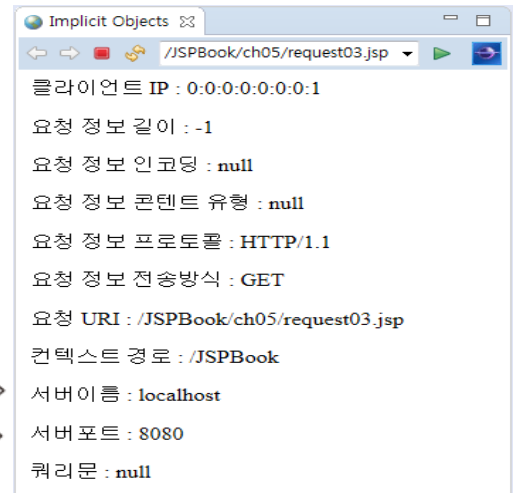 Implicit Objects
/JSPBook/ch05/request03.jsp
클라이언트 IP : 0:0:0:0:0:0:0:1
요청 정보 길이 : -1
요청 정보 인코딩 : null
요청 정보 콘텐트 유형 : null
요청 정보 프로토콜 : HTTP/1.1
요청 정보 전송방식 : GET
요청 URI : /JSPBook/ch05/request03.jsp
컨텍스트 경로 : /JSPBook
서버이름 : localhost
서버포트 : 8080
쿼리문 : null